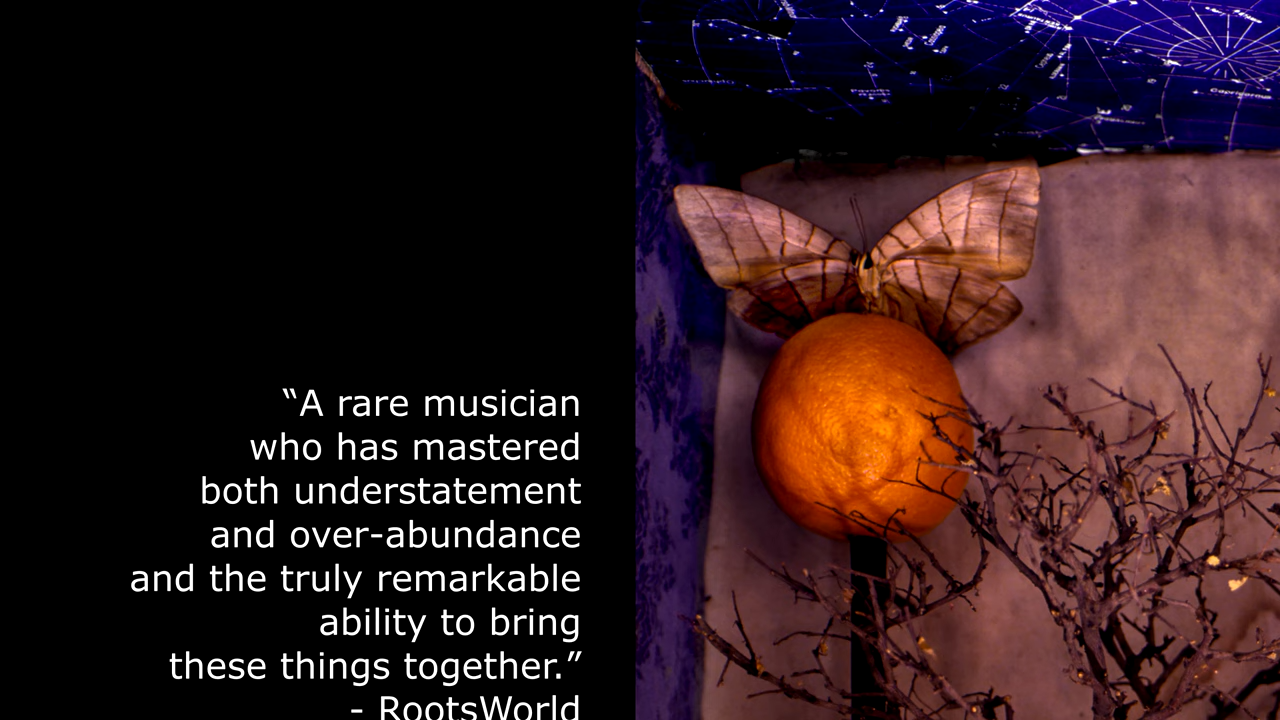 “A rare musician
who has mastered
both understatement
and over-abundance
and the truly remarkable
ability to bring
these things together.”
- RootsWorld